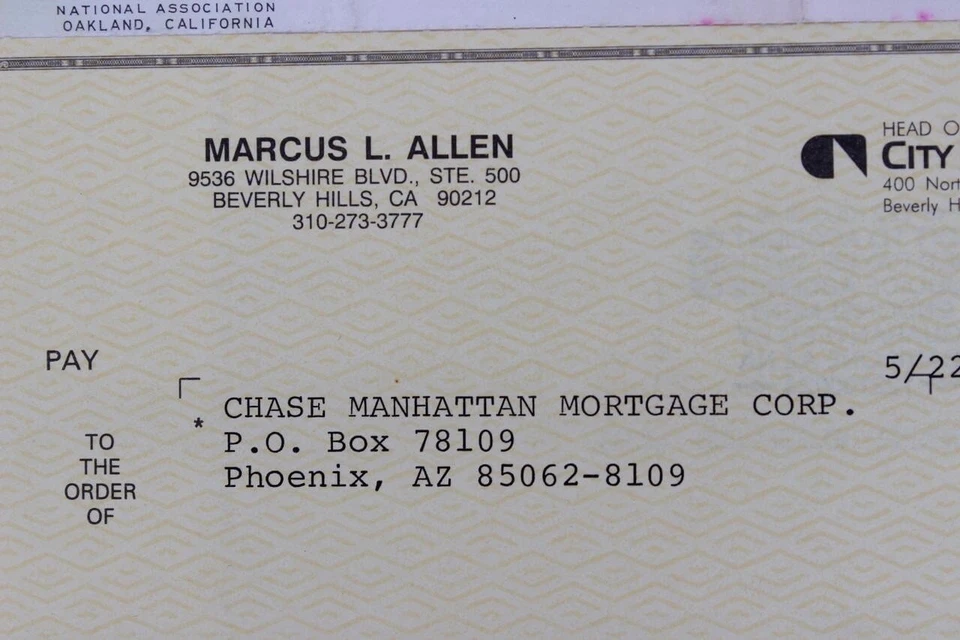 NATIONAL ASSOCIATION
OAKLAND, CALIFORNIA
MARCUS L. ALLEN
9536 WILSHIRE BLVD., STE. 500
BEVERLY HILLS, CA 90212
310-273-3777
HEAD
CITY
400
Beverly
PAY
5/22
CHASE MANHATTAN MORTGAGE CORP.
* P.O. Box 78109
Phoenix, AZ 85062-8109
TO
THE
ORDER
OF